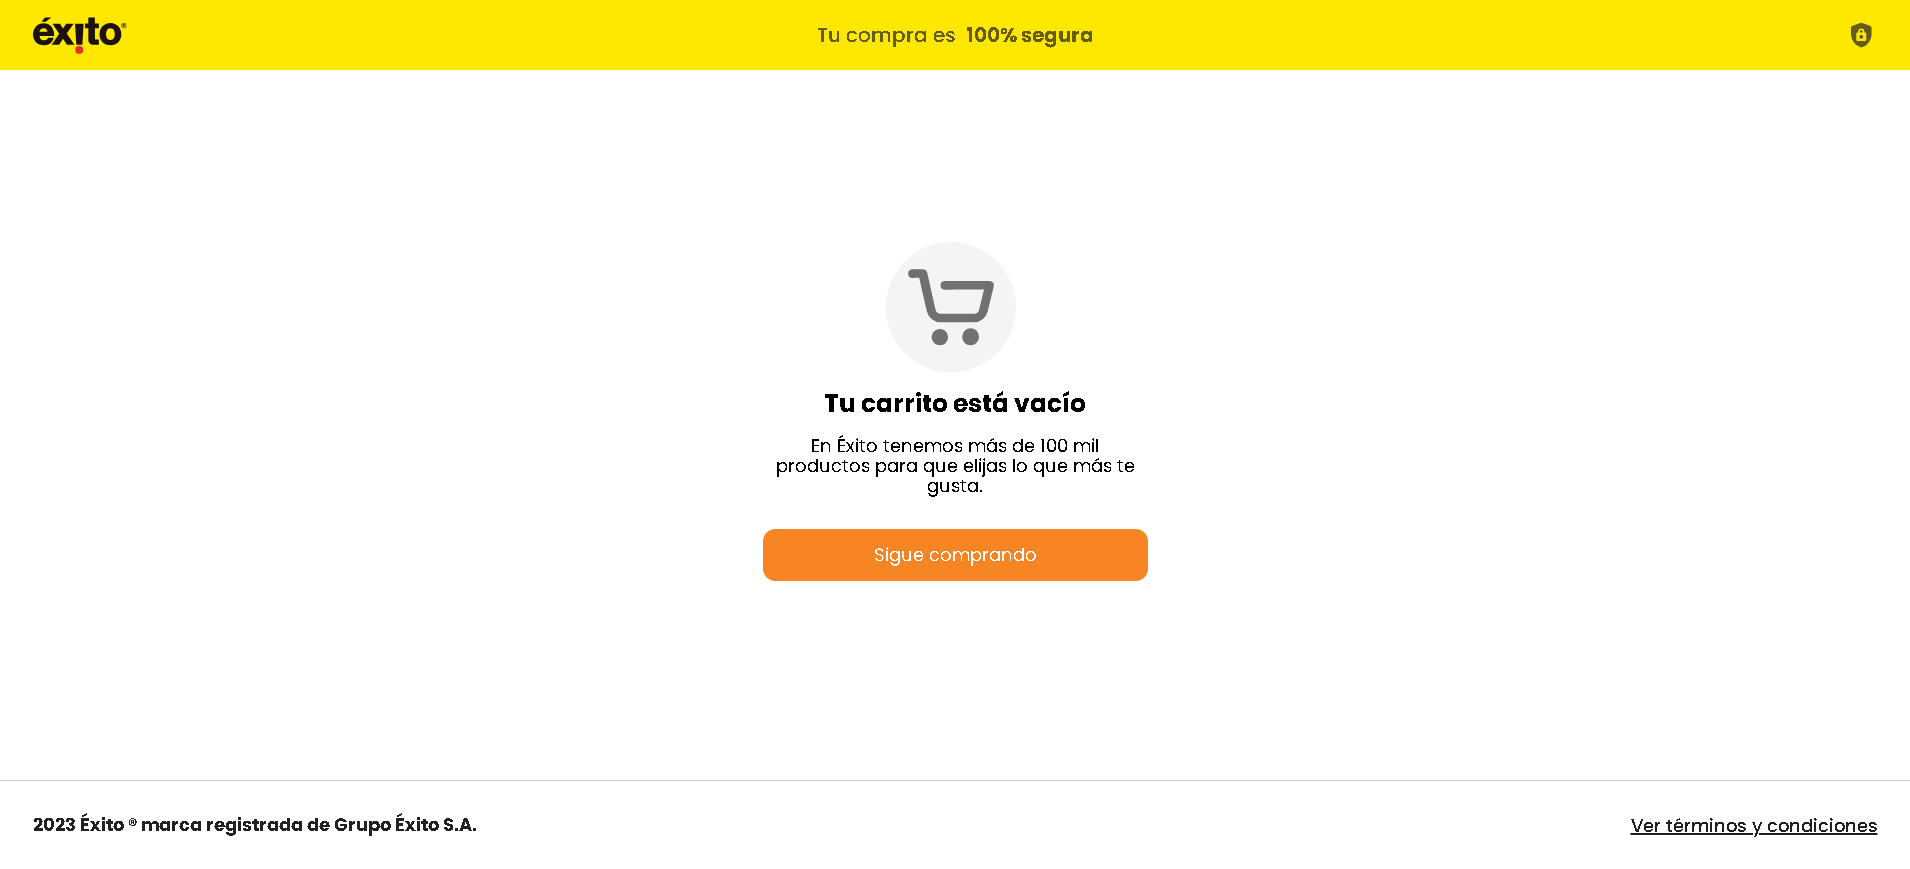 éxito®
Tu compra es 100% segura
Tu carrito está vacío
En Éxito tenemos más de 100 mil
productos para que elijas lo que más te
gusta.
Sigue comprando
2023 Éxito ® marca registrada de Grupo Éxito S.A.
Ver términos y condiciones